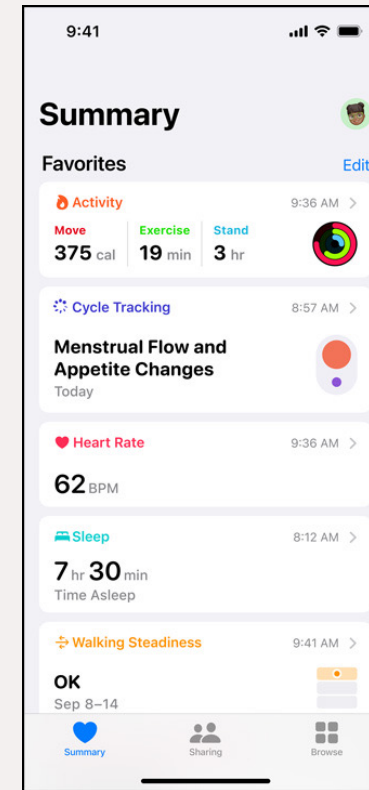 9:41
Summary
Favorites Edit
Activity 9:36 AM
Move Exercise Stand
375 cal 19 min 3 hr
Cycle Tracking 8:57 AM
Menstrual Flow and
Appetite Changes
Today
Heart Rate 9:36 AM
62 BPM
Sleep 8:12 AM
7 hr 30 min
Time Asleep
Walking Steadiness 9:41 AM
OK
Sep 8–14
Summary Sharing Browse